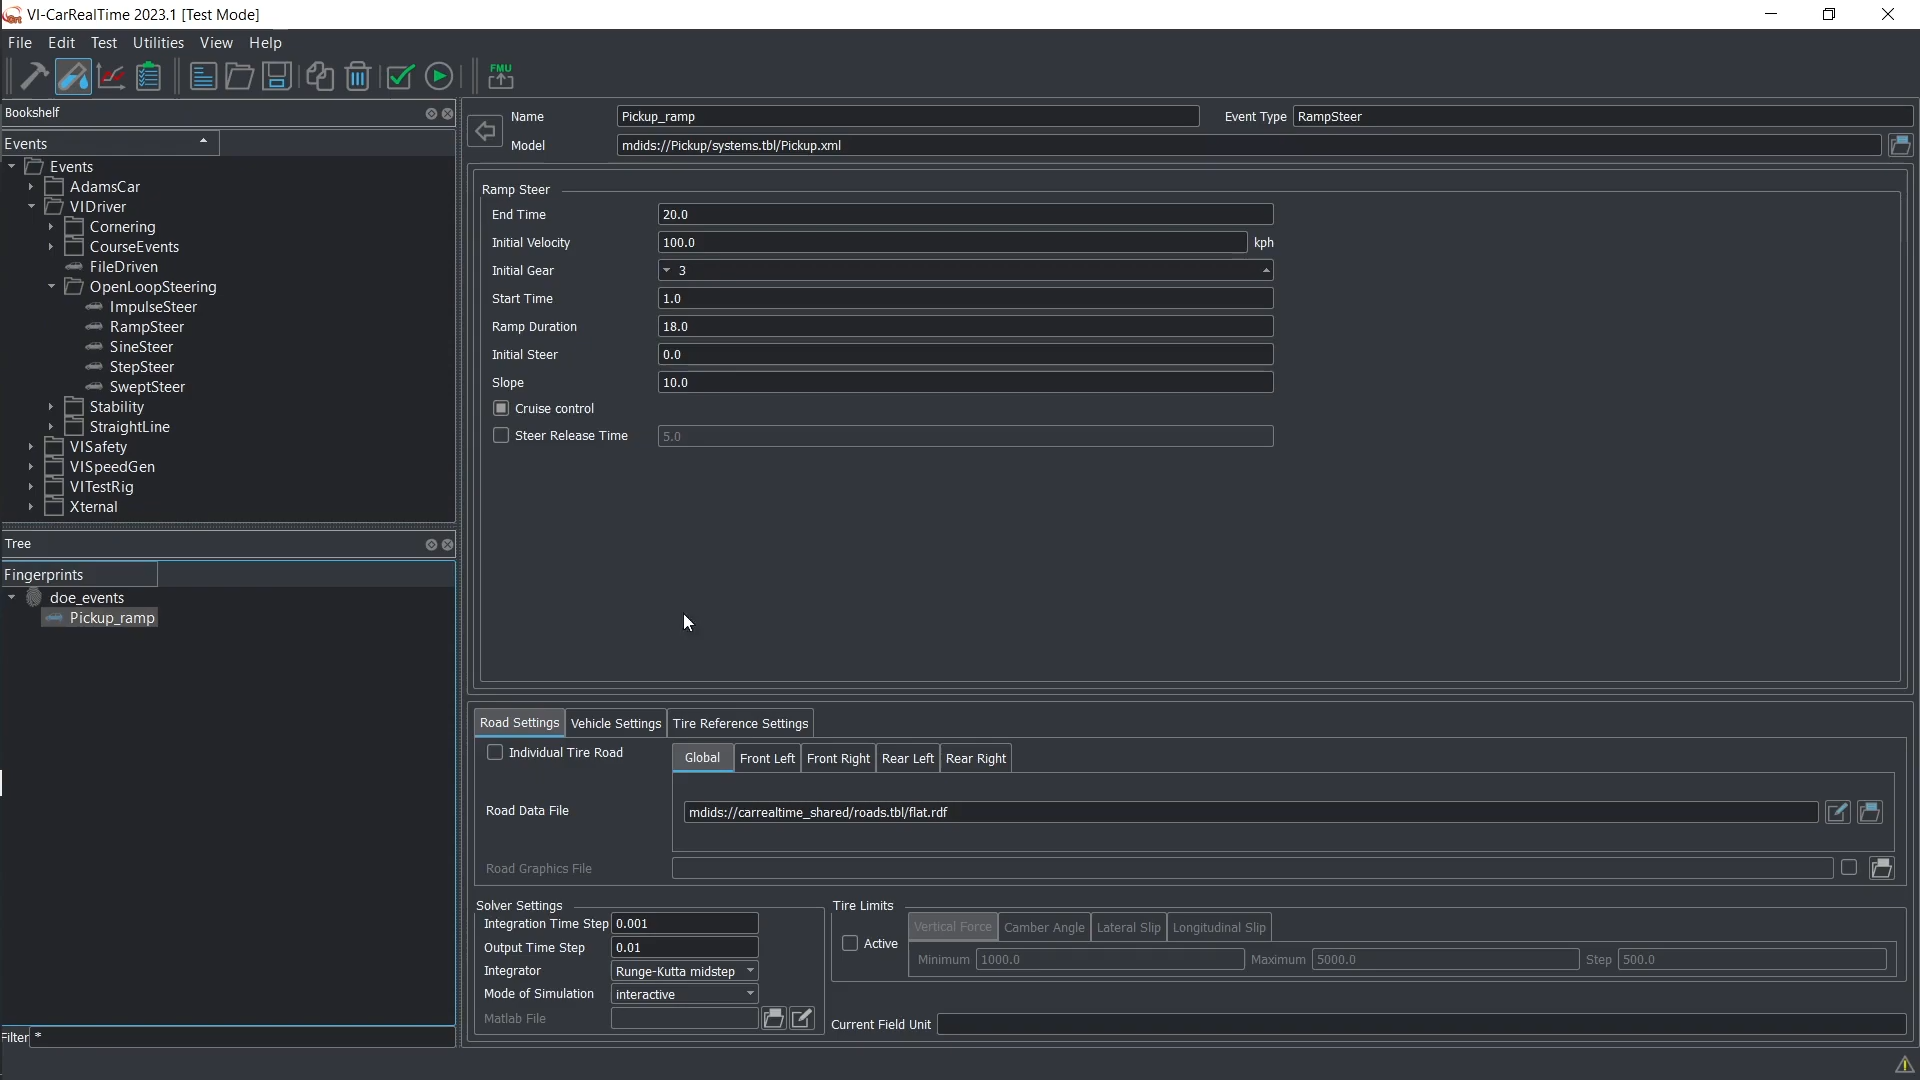 VI-CarRealTime 2023.1 [Test Mode]
File Edit Test Utilities View Help
FMU
Bookshelf
Events
Events
AdamsCar
VIDriver
Cornering
CourseEvents
FileDriven
OpenLoopSteering
ImpulseSteer
RampSteer
SineSteer
StepSteer
SweptSteer
Stability
StraightLine
VISafety
VISpeedGen
VITestRig
Xternal
Tree
Fingerprints
doe_events
Pickup_ramp
Filter *
Name Pickup_ramp Event Type RampSteer
Model mdids://Pickup/systems.tbl/Pickup.xml
Ramp Steer
End Time 20.0
Initial Velocity 100.0 kph
Initial Gear 3
Start Time 1.0
Ramp Duration 18.0
Initial Steer 0.0
Slope 10.0
Cruise control
Steer Release Time 5.0
Road Settings Vehicle Settings Tire Reference Settings
Individual Tire Road Global Front Left Front Right Rear Left Rear Right
Road Data File mdids://carrealtime_shared/roads.tbl/flat.rdf
Road Graphics File
Solver Settings
Integration Time Step 0.001
Output Time Step 0.01
Integrator Runge-Kutta midstep
Mode of Simulation interactive
Matlab File
Tire Limits
Active Vertical Force Camber Angle Lateral Slip Longitudinal Slip
Minimum 1000.0 Maximum 5000.0 Step 500.0
Current Field Unit